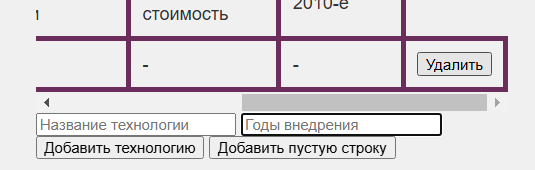 стоимость
2010-е
- - Удалить
Название технологии Годы внедрения
Добавить технологию Добавить пустую строку